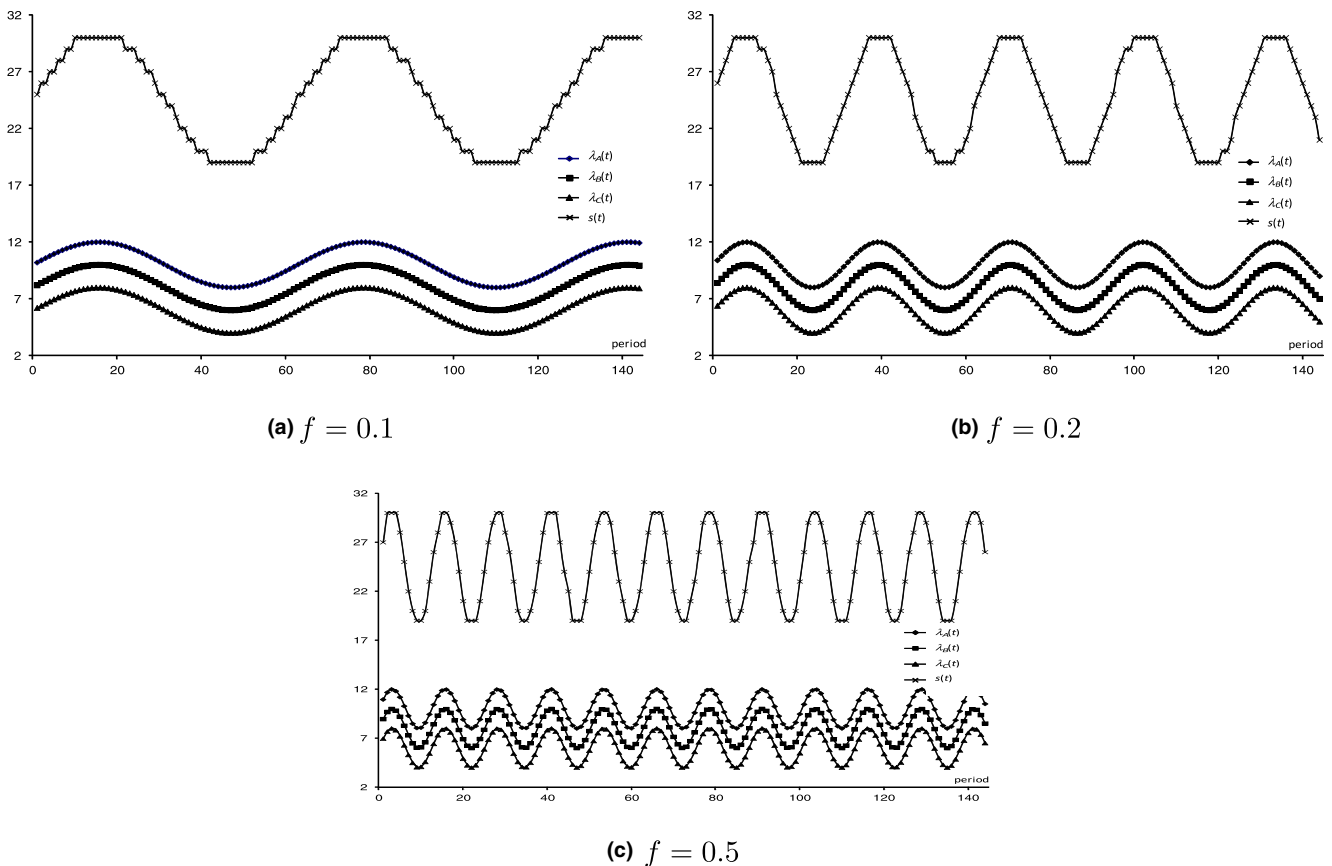 32
27
22
17
12
7
2
λA(t)
λB(t)
λC(t)
s(t)
period
0 20 40 60 80 100 120 140
(a) f = 0.1
32
27
22
17
12
7
2
λA(t)
λB(t)
λC(t)
s(t)
period
0 20 40 60 80 100 120 140
(b) f = 0.2
32
27
22
17
12
7
2
λA(t)
λB(t)
λC(t)
s(t)
period
0 20 40 60 80 100 120 140
(c) f = 0.5